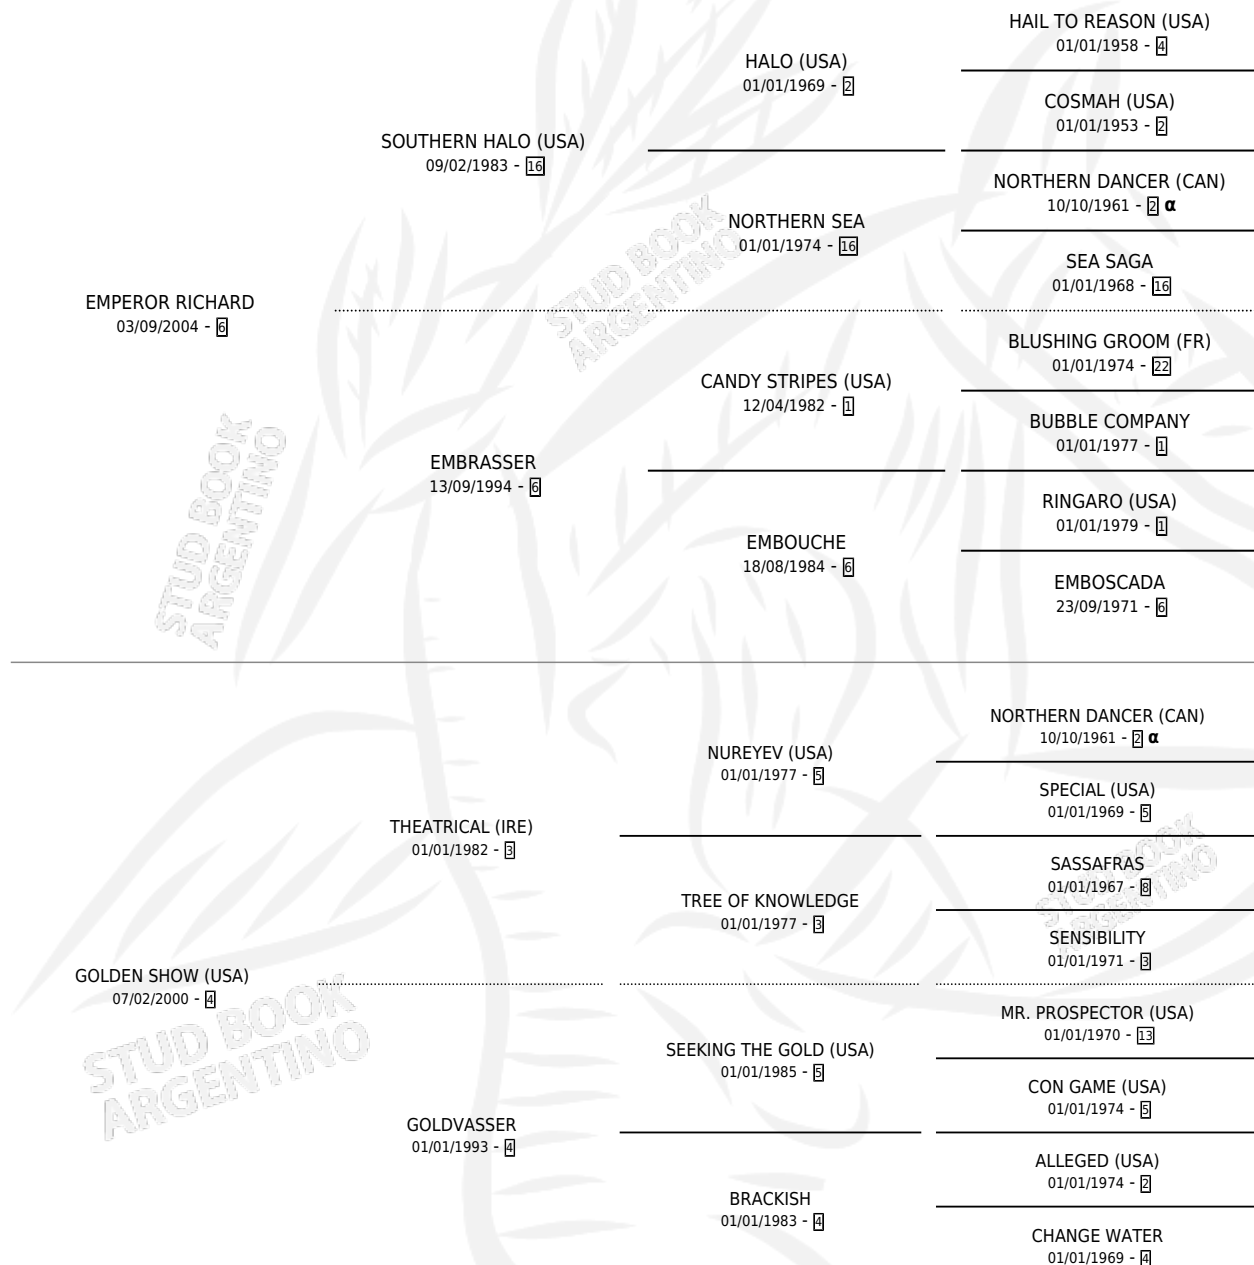 HAIL TO REASON (USA)
01/01/1958 - 4
HALO (USA)
01/01/1969 - 2
COSMAH (USA)
01/01/1953 - 2
SOUTHERN HALO (USA)
09/02/1983 - 16
NORTHERN DANCER (CAN)
10/10/1961 - 2 α
NORTHERN SEA
01/01/1974 - 16
SEA SAGA
01/01/1968 - 16
EMPEROR RICHARD
03/09/2004 - 6
BLUSHING GROOM (FR)
01/01/1974 - 22
CANDY STRIPES (USA)
12/04/1982 - 1
BUBBLE COMPANY
01/01/1977 - 1
EMBRASSER
13/09/1994 - 6
RINGARO (USA)
01/01/1979 - 1
EMBOUCHE
18/08/1984 - 6
EMBOSCADA
23/09/1971 - 6
NORTHERN DANCER (CAN)
10/10/1961 - 2 α
NUREYEV (USA)
01/01/1977 - 5
SPECIAL (USA)
01/01/1969 - 5
THEATRICAL (IRE)
01/01/1982 - 3
SASSAFRAS
01/01/1967 - 8
TREE OF KNOWLEDGE
01/01/1977 - 3
SENSIBILITY
01/01/1971 - 3
GOLDEN SHOW (USA)
07/02/2000 - 4
MR. PROSPECTOR (USA)
01/01/1970 - 13
SEEKING THE GOLD (USA)
01/01/1985 - 5
CON GAME (USA)
01/01/1974 - 5
GOLDVASSER
01/01/1993 - 4
ALLEGED (USA)
01/01/1974 - 2
BRACKISH
01/01/1983 - 4
CHANGE WATER
01/01/1969 - 4
STUD BOOK
ARGENTINO
STUD BOOK
ARGENTINO
STUD BOOK
ARGENTINO
STUD BOOK
ARGENTINO